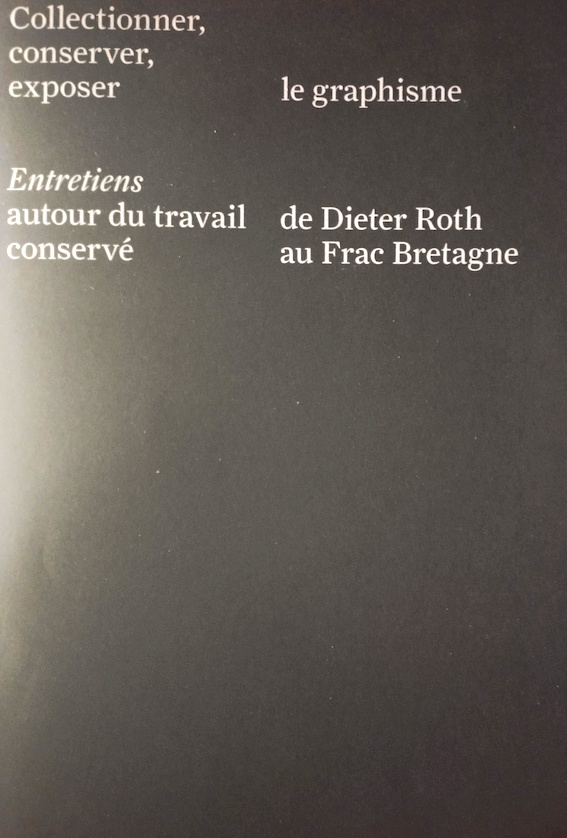 Collectionner,
conserver,
exposer le graphisme
Entretiens
autour du travail de Dieter Roth
conservé au Frac Bretagne